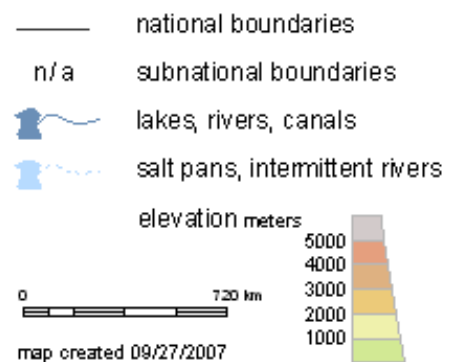 national boundaries
n/a subnational boundaries
lakes, rivers, canals
salt pans, intermittent rivers
elevation meters
5000
4000
3000
2000
1000
0 720 km
map created 09/27/2007